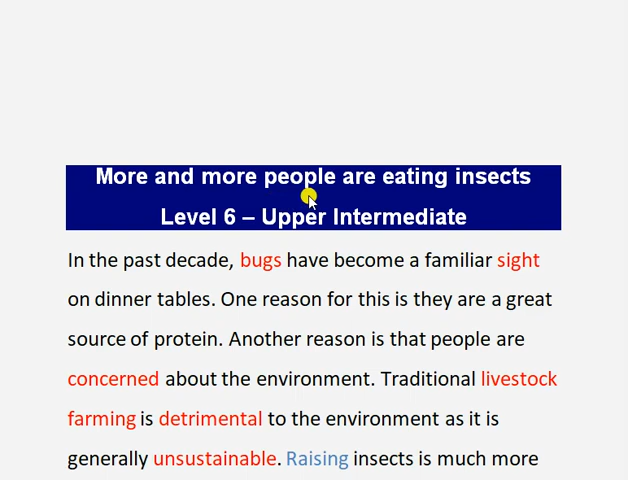 More and more people are eating insects
Level 6 – Upper Intermediate
In the past decade, bugs have become a familiar sight
on dinner tables. One reason for this is they are a great
source of protein. Another reason is that people are
concerned about the environment. Traditional livestock
farming is detrimental to the environment as it is
generally unsustainable. Raising insects is much more